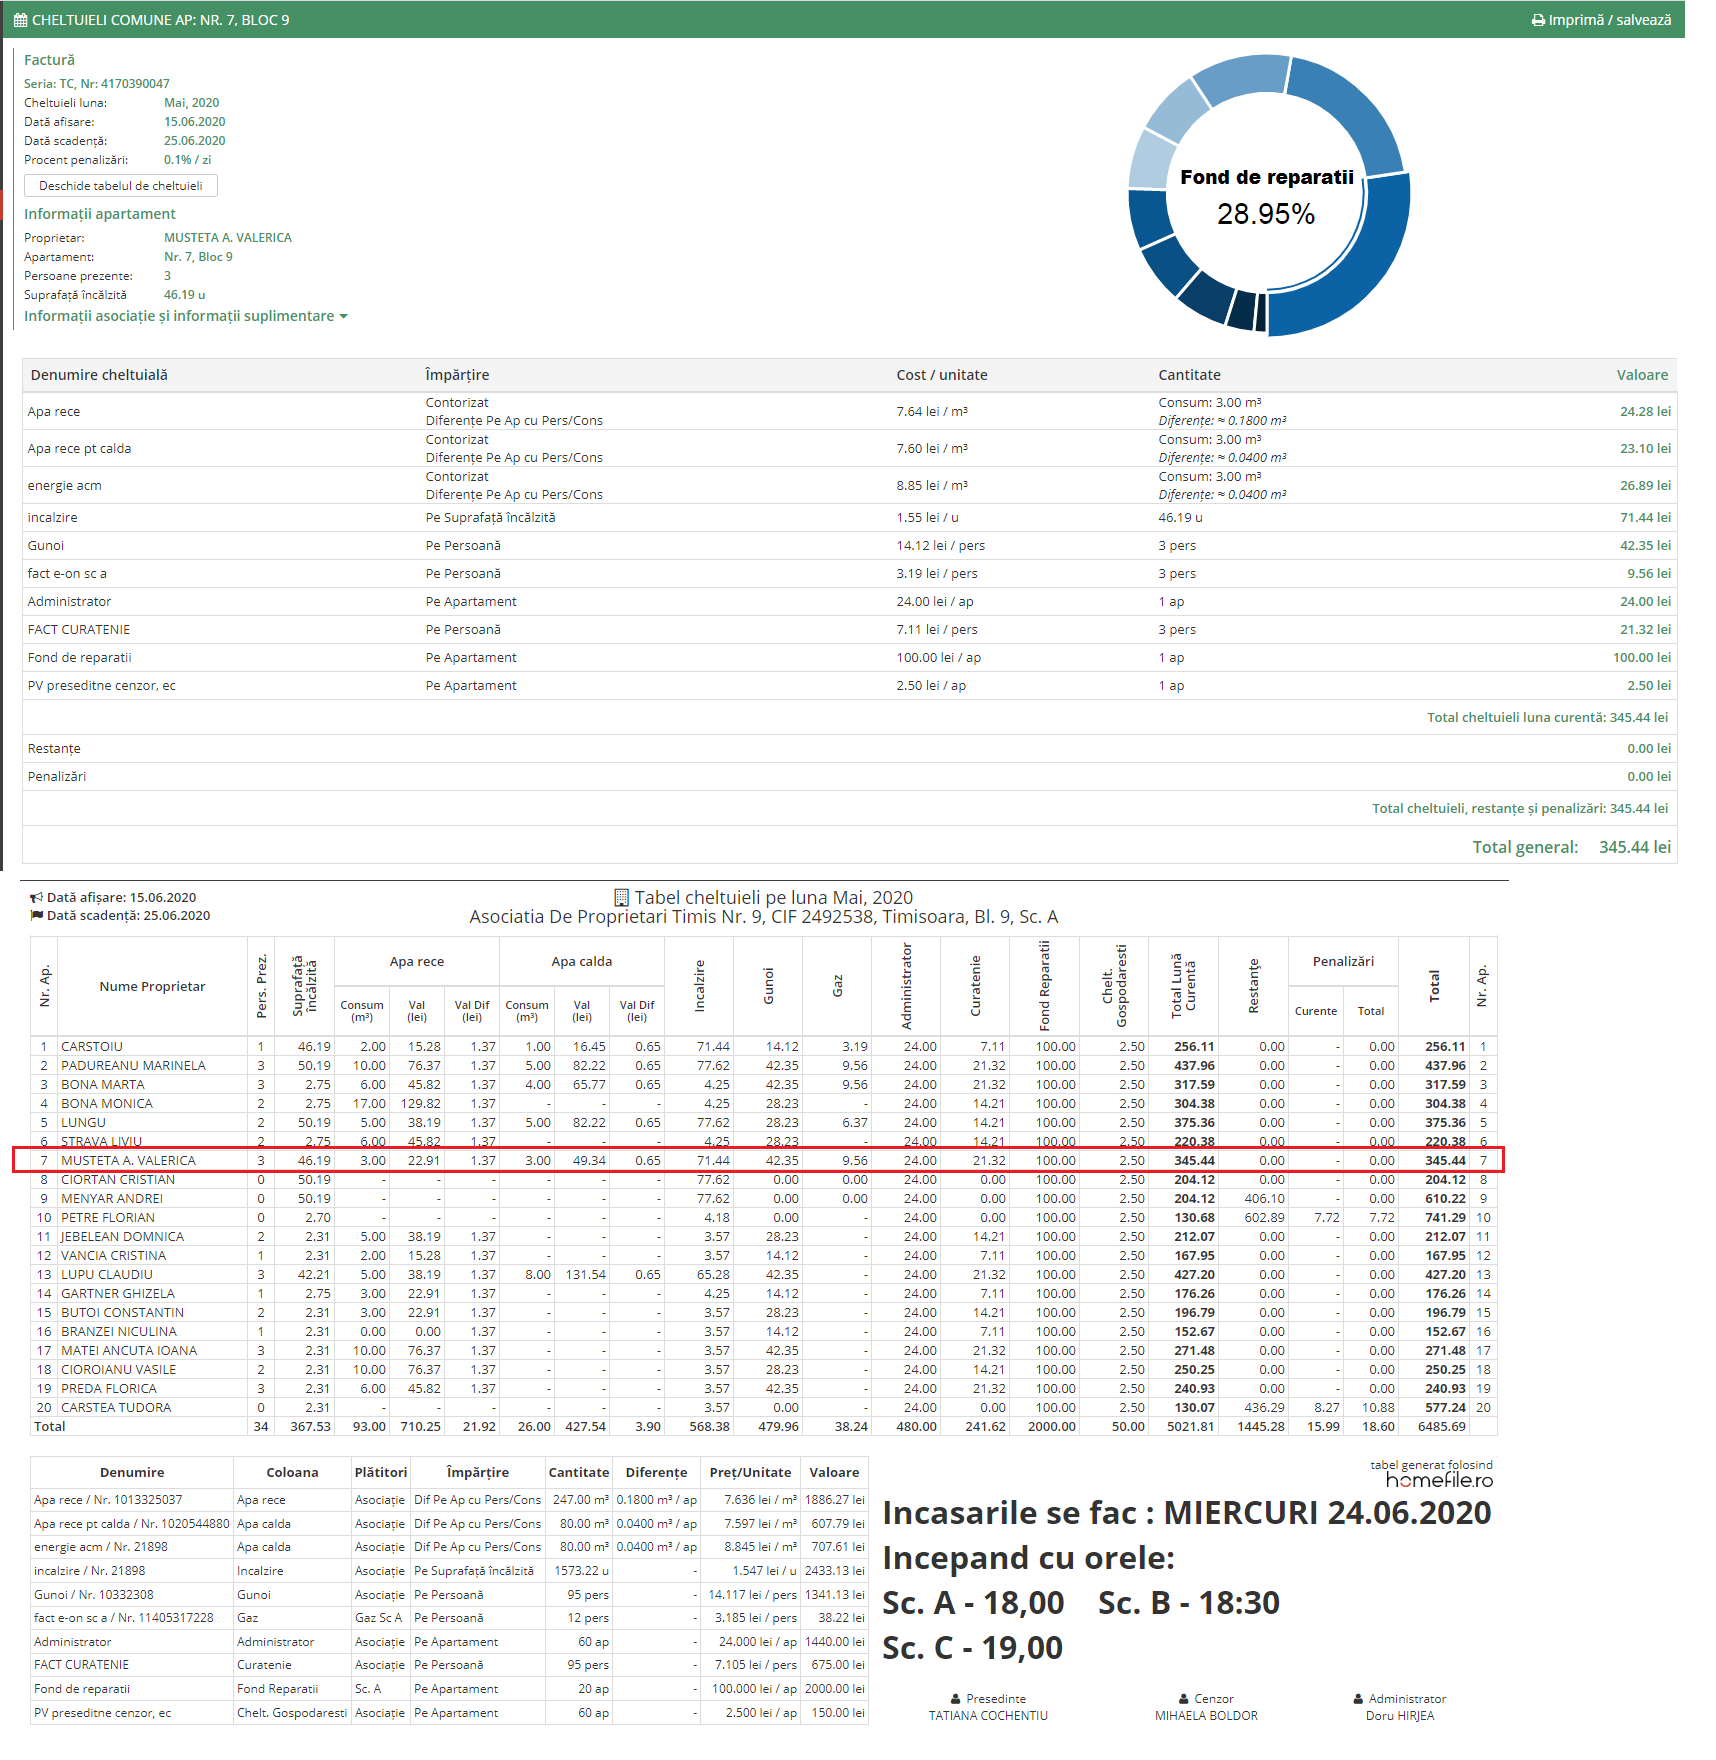 CHELTUIELI COMUNE AP: NR. 7, BLOC 9
Imprimă / salvează
Factură
Seria: TC, Nr: 4170390047
Cheltuieli luna: Mai, 2020
Dată afisare: 15.06.2020
Dată scadență: 25.06.2020
Procent penalizări: 0.1% / zi
Deschide tabelul de cheltuieli
Informații apartament
Proprietar: MUSTETA A. VALERICA
Apartament: Nr. 7, Bloc 9
Persoane prezente: 3
Suprafață încălzită 46.19 u
Informații asociație și informații suplimentare
Fond de reparatii
28.95%
Denumire cheltuială Împărțire Cost / unitate Cantitate Valoare
Apa rece Contorizat 7.64 lei / m³ Consum: 3.00 m³ 24.28 lei
Diferențe Pe Ap cu Pers/Cons Diferențe: ≈ 0.1800 m³
Apa rece pt calda Contorizat 7.60 lei / m³ Consum: 3.00 m³ 23.10 lei
Diferențe Pe Ap cu Pers/Cons Diferențe: ≈ 0.0400 m³
energie acm Contorizat 8.85 lei / m³ Consum: 3.00 m³ 26.89 lei
Diferențe Pe Ap cu Pers/Cons Diferențe: ≈ 0.0400 m³
incalzire Pe Suprafață încălzită 1.55 lei / u 46.19 u 71.44 lei
Gunoi Pe Persoană 14.12 lei / pers 3 pers 42.35 lei
fact e-on sc a Pe Persoană 3.19 lei / pers 3 pers 9.56 lei
Administrator Pe Apartament 24.00 lei / ap 1 ap 24.00 lei
FACT CURATENIE Pe Persoană 7.11 lei / pers 3 pers 21.32 lei
Fond de reparatii Pe Apartament 100.00 lei / ap 1 ap 100.00 lei
PV preseditne cenzor, ec Pe Apartament 2.50 lei / ap 1 ap 2.50 lei
Total cheltuieli luna curentă: 345.44 lei
Restanțe 0.00 lei
Penalizări 0.00 lei
Total cheltuieli, restanțe și penalizări: 345.44 lei
Total general: 345.44 lei
Dată afișare: 15.06.2020
Dată scadență: 25.06.2020
Tabel cheltuieli pe luna Mai, 2020
Asociatia De Proprietari Timis Nr. 9, CIF 2492538, Timisoara, Bl. 9, Sc. A
Nr. Ap. Nume Proprietar Pers. Prez. Suprafață încălzită Apa rece Apa calda Incalzire Gunoi Gaz Administrator Curatenie Fond Reparatii Chelt. Gospodaresti Total Lună Curentă Restanțe Penalizări Total Nr. Ap.
Consum (m³) Val (lei) Val Dif (lei) Consum (m³) Val (lei) Val Dif (lei) Curente Total
1 CARSTOIU 1 46.19 2.00 15.28 1.37 1.00 16.45 0.65 71.44 14.12 3.19 24.00 7.11 100.00 2.50 256.11 0.00 - 0.00 256.11 1
2 PADUREANU MARINELA 3 50.19 10.00 76.37 1.37 5.00 82.22 0.65 77.62 42.35 9.56 24.00 21.32 100.00 2.50 437.96 0.00 - 0.00 437.96 2
3 BONA MARTA 3 2.75 6.00 45.82 1.37 4.00 65.77 0.65 4.25 42.35 9.56 24.00 21.32 100.00 2.50 317.59 0.00 - 0.00 317.59 3
4 BONA MONICA 2 2.75 17.00 129.82 1.37 - - - 4.25 28.23 - 24.00 14.21 100.00 2.50 304.38 0.00 - 0.00 304.38 4
5 LUNGU 2 50.19 5.00 38.19 1.37 5.00 82.22 0.65 77.62 28.23 6.37 24.00 14.21 100.00 2.50 375.36 0.00 - 0.00 375.36 5
6 STRAVA LIVIU 2 2.75 6.00 45.82 1.37 - - - 4.25 28.23 - 24.00 14.21 100.00 2.50 220.38 0.00 - 0.00 220.38 6
7 MUSTETA A. VALERICA 3 46.19 3.00 22.91 1.37 3.00 49.34 0.65 71.44 42.35 9.56 24.00 21.32 100.00 2.50 345.44 0.00 - 0.00 345.44 7
8 CIORTAN CRISTIAN 0 50.19 - - - - - - 77.62 0.00 0.00 24.00 0.00 100.00 2.50 204.12 0.00 - 0.00 204.12 8
9 MENYAR ANDREI 0 50.19 - - - - - - 77.62 0.00 0.00 24.00 0.00 100.00 2.50 204.12 406.10 - 0.00 610.22 9
10 PETRE FLORIAN 0 2.70 - - - - - - 4.18 0.00 - 24.00 0.00 100.00 2.50 130.68 602.89 7.72 7.72 741.29 10
11 JEBELEAN DOMNICA 2 2.31 5.00 38.19 1.37 - - - 3.57 28.23 - 24.00 14.21 100.00 2.50 212.07 0.00 - 0.00 212.07 11
12 VANCIA CRISTINA 1 2.31 2.00 15.28 1.37 - - - 3.57 14.12 - 24.00 7.11 100.00 2.50 167.95 0.00 - 0.00 167.95 12
13 LUPU CLAUDIU 3 42.21 5.00 38.19 1.37 8.00 131.54 0.65 65.28 42.35 - 24.00 21.32 100.00 2.50 427.20 0.00 - 0.00 427.20 13
14 GARTNER GHIZELA 1 2.75 3.00 22.91 1.37 - - - 4.25 14.12 - 24.00 7.11 100.00 2.50 176.26 0.00 - 0.00 176.26 14
15 BUTOI CONSTANTIN 2 2.31 3.00 22.91 1.37 - - - 3.57 28.23 - 24.00 14.21 100.00 2.50 196.79 0.00 - 0.00 196.79 15
16 BRANZEI NICULINA 1 2.31 0.00 0.00 1.37 - - - 3.57 14.12 - 24.00 7.11 100.00 2.50 152.67 0.00 - 0.00 152.67 16
17 MATEI ANCUTA IOANA 3 2.31 10.00 76.37 1.37 - - - 3.57 42.35 - 24.00 21.32 100.00 2.50 271.48 0.00 - 0.00 271.48 17
18 CIOROIANU VASILE 2 2.31 10.00 76.37 1.37 - - - 3.57 28.23 - 24.00 14.21 100.00 2.50 250.25 0.00 - 0.00 250.25 18
19 PREDA FLORICA 3 2.31 6.00 45.82 1.37 - - - 3.57 42.35 - 24.00 21.32 100.00 2.50 240.93 0.00 - 0.00 240.93 19
20 CARSTEA TUDORA 0 2.31 - - - - - - 3.57 0.00 - 24.00 0.00 100.00 2.50 130.07 436.29 8.27 10.88 577.24 20
Total 34 367.53 93.00 710.25 21.92 26.00 427.54 3.90 568.38 479.96 38.24 480.00 241.62 2000.00 50.00 5021.81 1445.28 15.99 18.60 6485.69
Denumire Coloana Plătitori Împărțire Cantitate Diferențe Preț/Unitate Valoare
Apa rece / Nr. 1013325037 Apa rece Asociație Dif Pe Ap cu Pers/Cons 247.00 m³ 0.1800 m³ / ap 7.636 lei / m³ 1886.27 lei
Apa rece pt calda / Nr. 1020544880 Apa calda Asociație Dif Pe Ap cu Pers/Cons 80.00 m³ 0.0400 m³ / ap 7.597 lei / m³ 607.79 lei
energie acm / Nr. 21898 Apa calda Asociație Dif Pe Ap cu Pers/Cons 80.00 m³ 0.0400 m³ / ap 8.845 lei / m³ 707.61 lei
incalzire / Nr. 21898 Incalzire Asociație Pe Suprafață încălzită 1573.22 u - 1.547 lei / u 2433.13 lei
Gunoi / Nr. 10332308 Gunoi Asociație Pe Persoană 95 pers - 14.117 lei / pers 1341.13 lei
fact e-on sc a / Nr. 11405317228 Gaz Gaz Sc A Pe Persoană 12 pers - 3.185 lei / pers 38.22 lei
Administrator Administrator Asociație Pe Apartament 60 ap - 24.000 lei / ap 1440.00 lei
FACT CURATENIE Curatenie Asociație Pe Persoană 95 pers - 7.105 lei / pers 675.00 lei
Fond de reparatii Fond Reparatii Sc. A Pe Apartament 20 ap - 100.000 lei / ap 2000.00 lei
PV preseditne cenzor, ec Chelt. Gospodaresti Asociație Pe Apartament 60 ap - 2.500 lei / ap 150.00 lei
tabel generat folosind
homefile.ro
Incasarile se fac : MIERCURI 24.06.2020
Incepand cu orele:
Sc. A - 18,00 Sc. B - 18:30
Sc. C - 19,00
Presedinte Cenzor Administrator
TATIANA COCHENTIU MIHAELA BOLDOR Doru HIRJEA